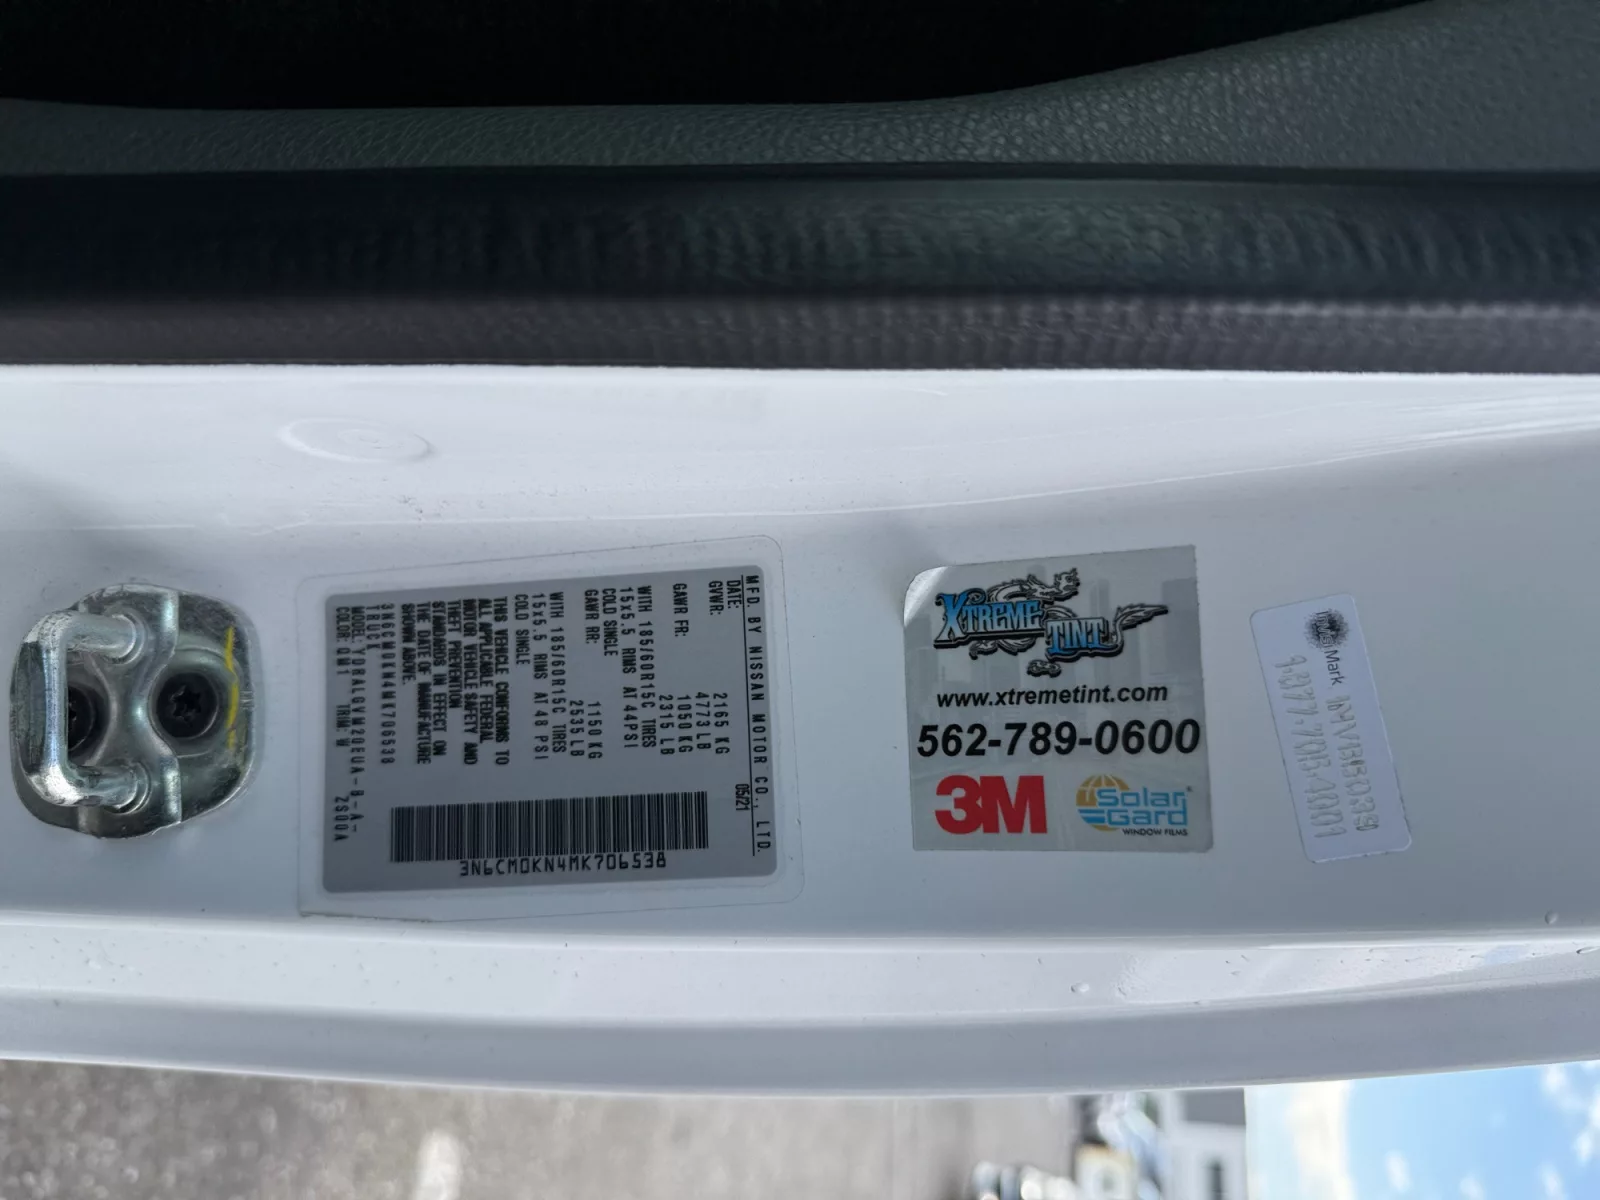 MFD. BY NISSAN MOTOR CO., LTD.
DATE: 05/21
GVWR: 2165 KG
4773 LB
GAWR FR: 1050 KG
2315 LB
WITH 185/60R15C TIRES
15x5.5 RIMS AT 44PSI
COLD SINGLE
GAWR RR: 1150 KG
2535 LB
WITH 185/60R15C TIRES
15x5.5 RIMS AT 48 PSI
COLD SINGLE
THIS VEHICLE CONFORMS TO
ALL APPLICABLE FEDERAL
MOTOR VEHICLE SAFETY AND
THEFT PREVENTION
STANDARDS IN EFFECT ON
THE DATE OF MANUFACTURE
SHOWN ABOVE.
3N6CM0KN4MK706538
TRUCK
COLOR: QM1 TRIM: W
3N6CM0KN4MK706538
XTREME
TINT
www.xtremetint.com
562-789-0600
3M
Solar
Gard
WINDOW FILMS
Mark